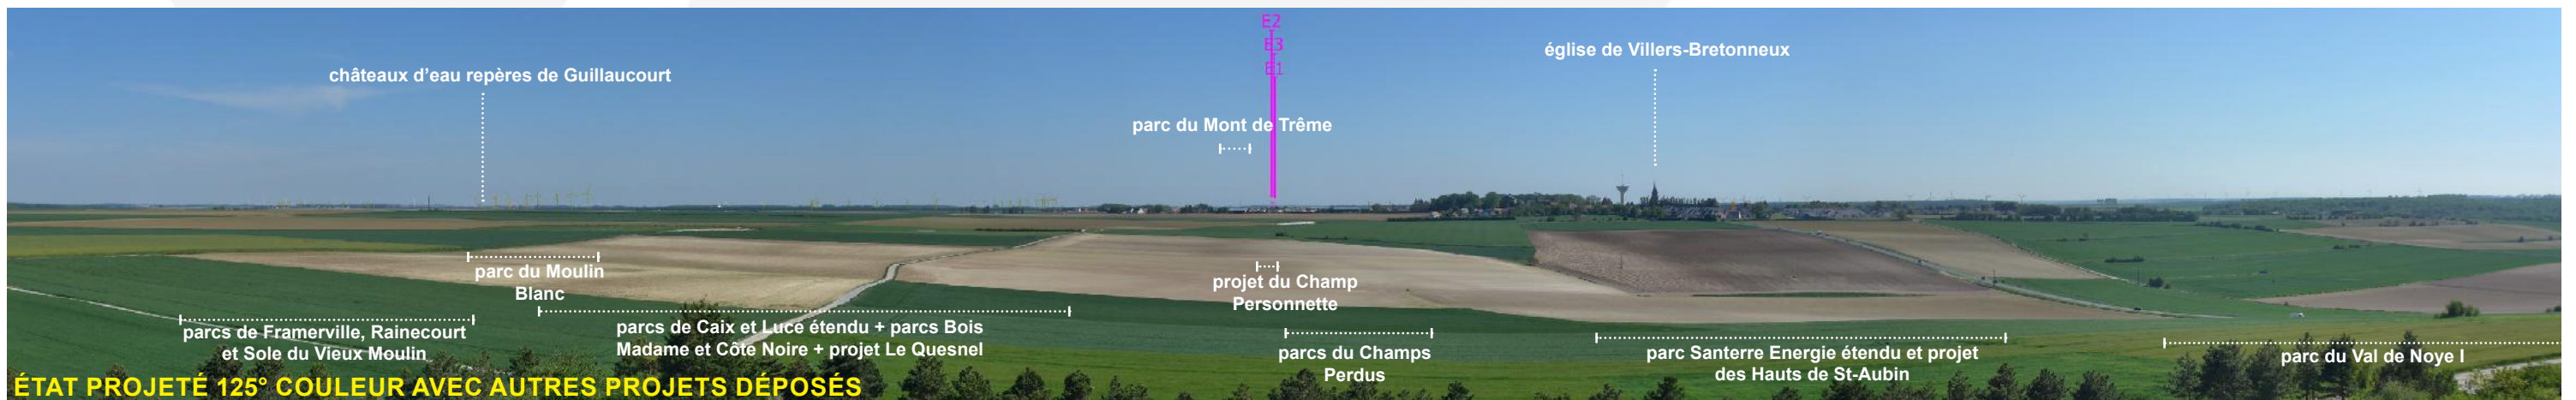 E2
E3
E1
église de Villers-Bretonneux
châteaux d'eau repères de Guillaucourt
parc du Mont de Trême
parc du Moulin
Blanc
projet du Champ
Personnette
parcs de Framerville, Rainecourt
et Sole du Vieux Moulin
parcs de Caix et Luce étendu + parcs Bois
Madame et Côte Noire + projet Le Quesnel
parcs du Champs
Perdus
parc Santerre Energie étendu et projet
des Hauts de St-Aubin
parc du Val de Noye I
ÉTAT PROJETÉ 125° COULEUR AVEC AUTRES PROJETS DÉPOSÉS